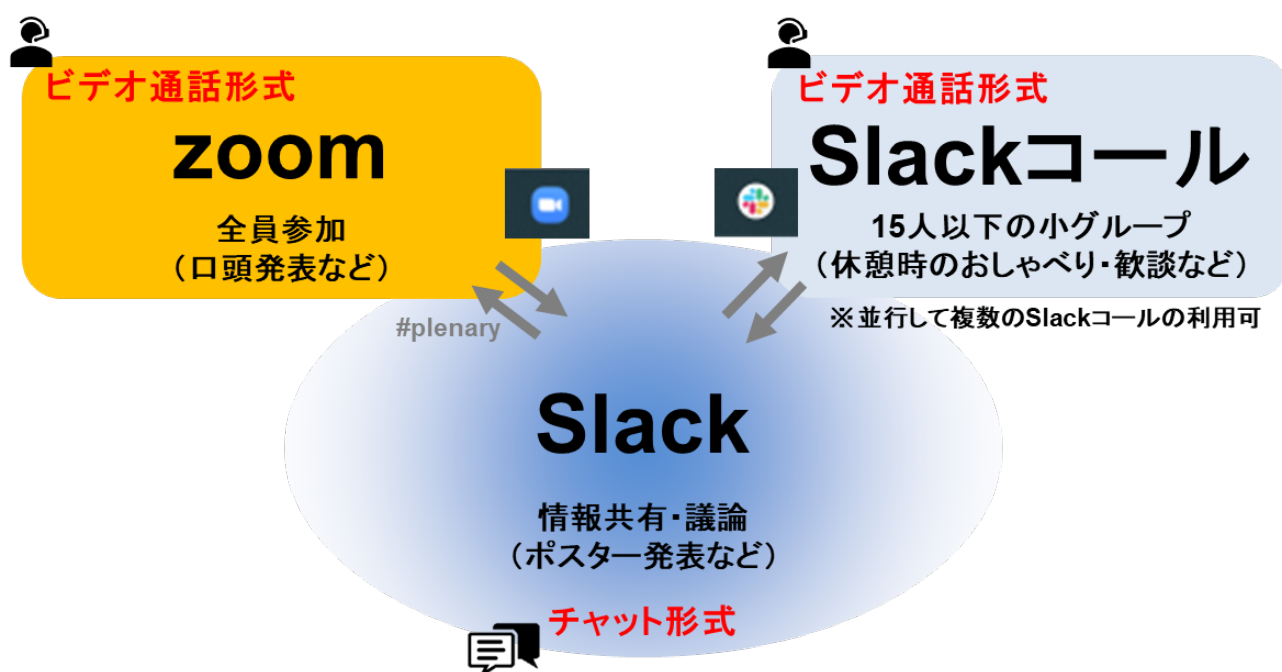 ビデオ通話形式
zoom
全員参加
（口頭発表など）
ビデオ通話形式
Slackコール
15人以下の小グループ
（休憩時のおしゃべり・歓談など）
※並行して複数のSlackコールの利用可
#plenary
Slack
情報共有・議論
（ポスター発表など）
チャット形式